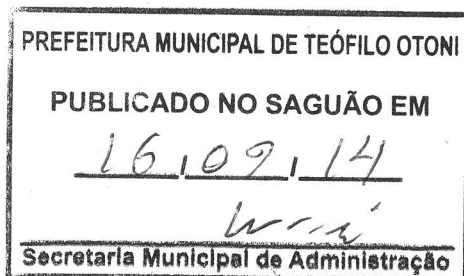 PREFEITURA MUNICIPAL DE TEÓFILO OTONI
PUBLICADO NO SAGUÃO EM
16,09,14
Secretaria Municipal de Administração